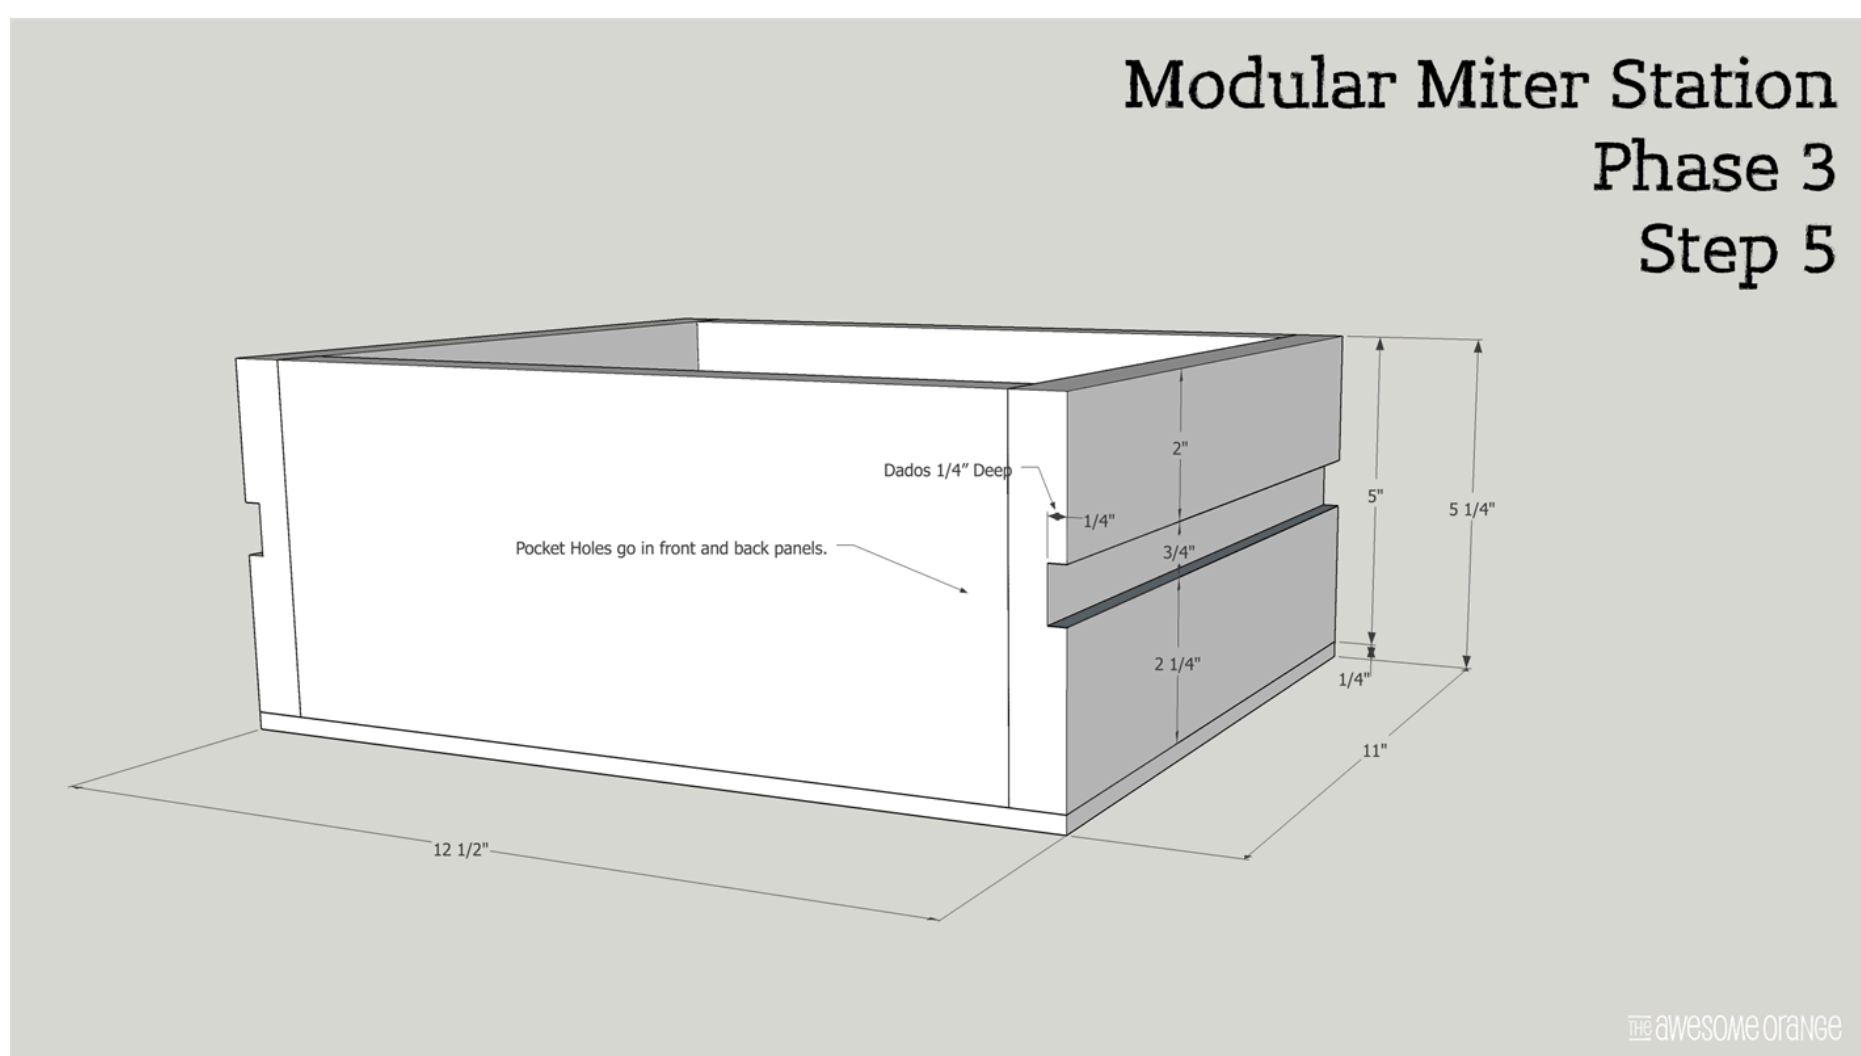 Modular Miter Station
Phase 3
Step 5
2"
Dados 1/4" Deep
1/4"
5"
5 1/4"
Pocket Holes go in front and back panels.
3/4"
2 1/4"
1/4"
11"
12 1/2"
THE AWESOME ORANGE